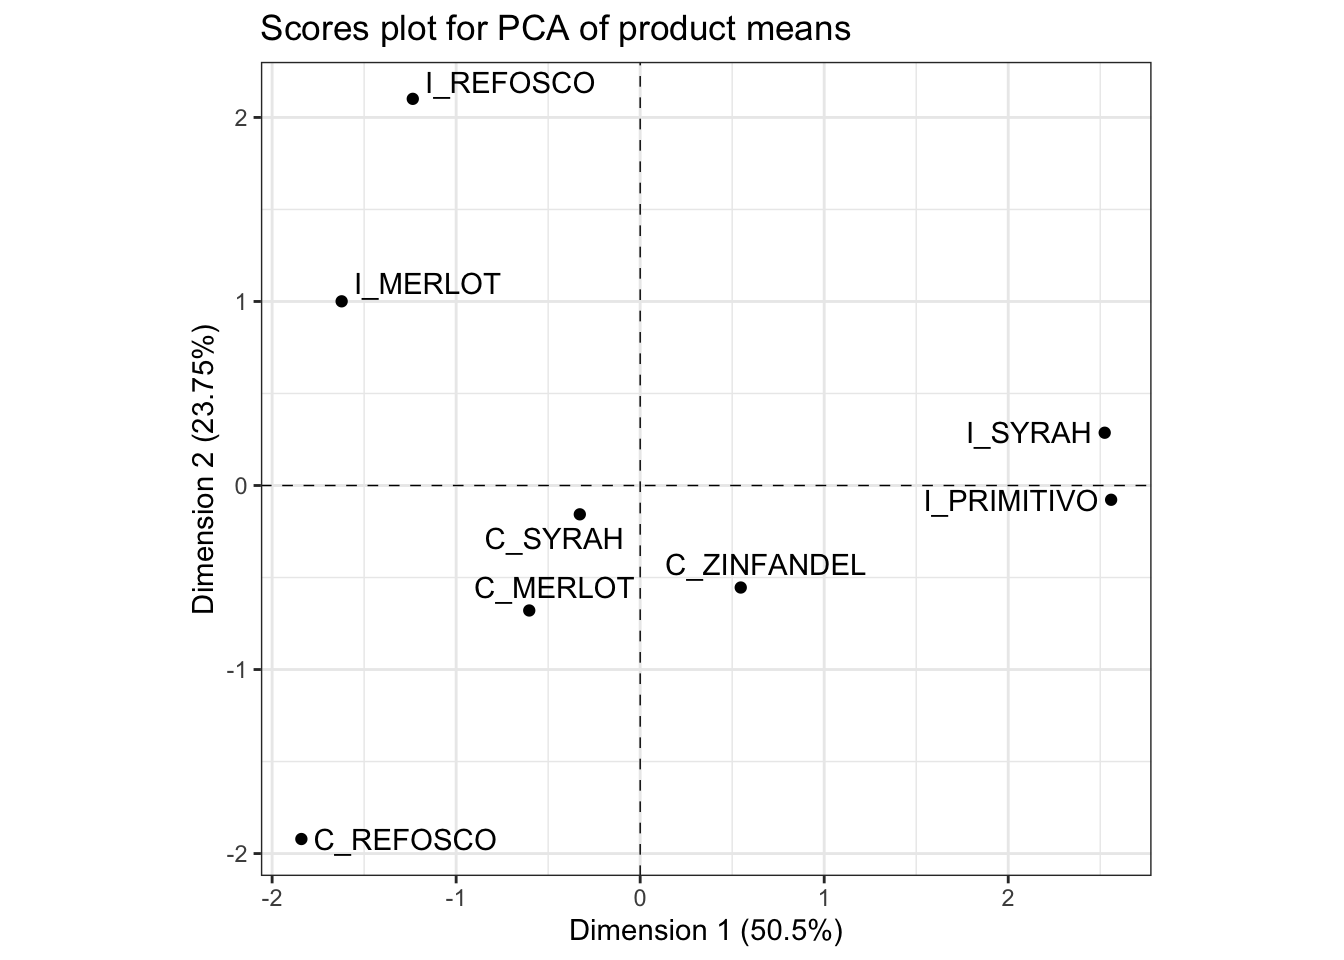 Scores plot for PCA of product means
I_REFOSCO
2
I_MERLOT
1
I_SYRAH
0
I_PRIMITIVO
C_SYRAH
C_ZINFANDEL
C_MERLOT
-1
C_REFOSCO
-2
-2 -1 0 1 2
Dimension 1 (50.5%)
Dimension 2 (23.75%)